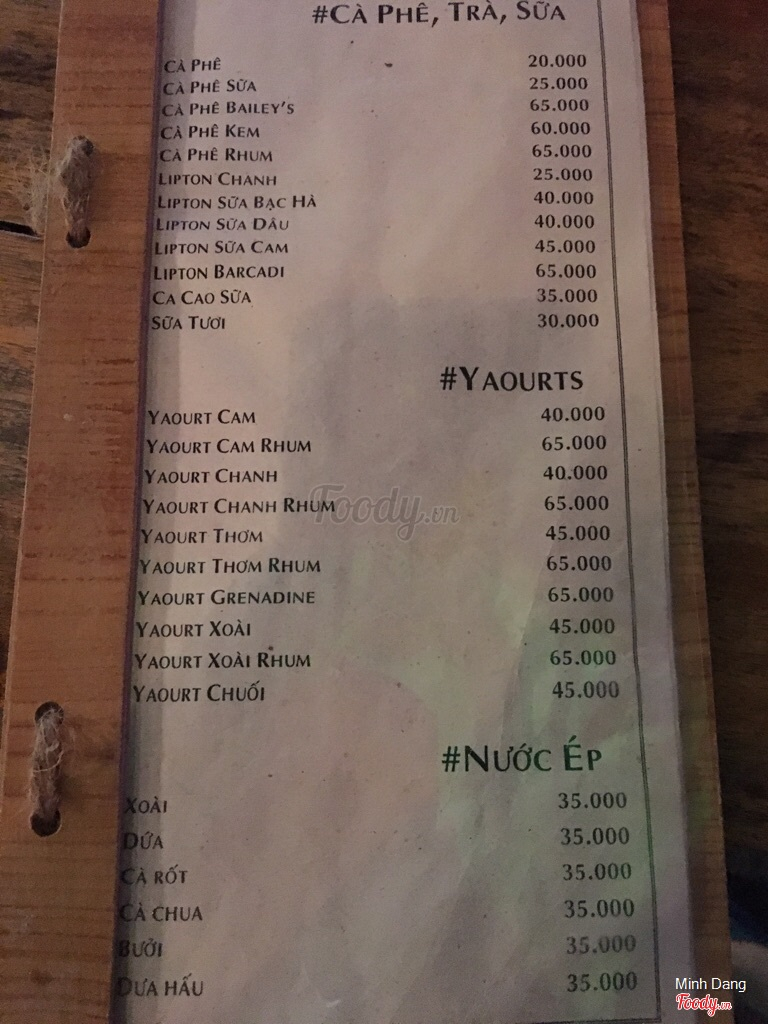 #CÀ PHÊ, TRÀ, SỮA
CÀ PHÊ 20.000
CÀ PHÊ SỮA 25.000
CÀ PHÊ BAILEY'S 65.000
CÀ PHÊ KEM 60.000
CÀ PHÊ RHUM 65.000
LIPTON CHANH 25.000
LIPTON SỮA BẠC HÀ 40.000
LIPTON SỮA DÂU 40.000
LIPTON SỮA CAM 45.000
LIPTON BARCADI 65.000
CA CAO SỮA 35.000
SỮA TƯƠI 30.000
#YAOURTS
YAOURT CAM 40.000
YAOURT CAM RHUM 65.000
YAOURT CHANH 40.000
YAOURT CHANH RHUM 65.000
YAOURT THƠM 45.000
YAOURT THƠM RHUM 65.000
YAOURT GRENADINE 65.000
YAOURT XOÀI 45.000
YAOURT XOÀI RHUM 65.000
YAOURT CHUỐI 45.000
#NƯỚC ÉP
XOÀI 35.000
DỨA 35.000
CÀ RỐT 35.000
CÀ CHUA 35.000
BƯỞI 35.000
DƯA HẤU 35.000
Foody.vn
Minh Dang
Foody.vn